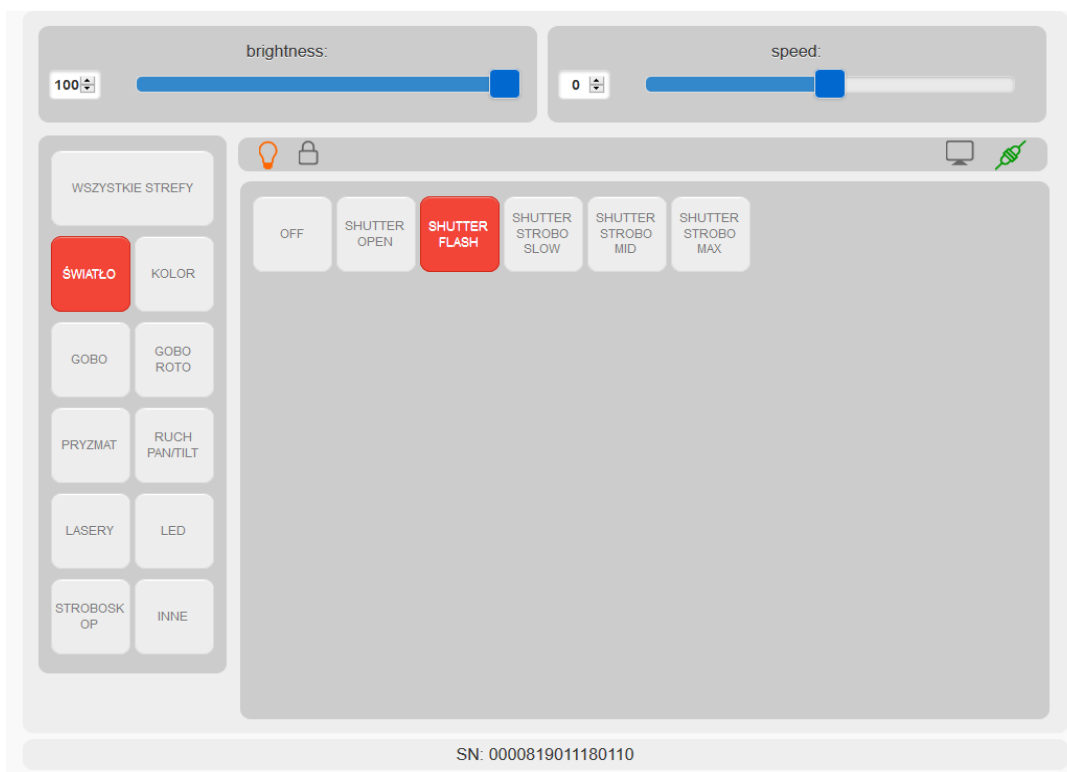 brightness:
100
speed:
0
WSZYSTKIE STREFY
ŚWIATŁO
KOLOR
GOBO
GOBO
ROTO
PRYZMAT
RUCH
PAN/TILT
LASERY
LED
STROBOSK
OP
INNE
OFF
SHUTTER
OPEN
SHUTTER
FLASH
SHUTTER
STROBO
SLOW
SHUTTER
STROBO
MID
SHUTTER
STROBO
MAX
SN: 0000819011180110